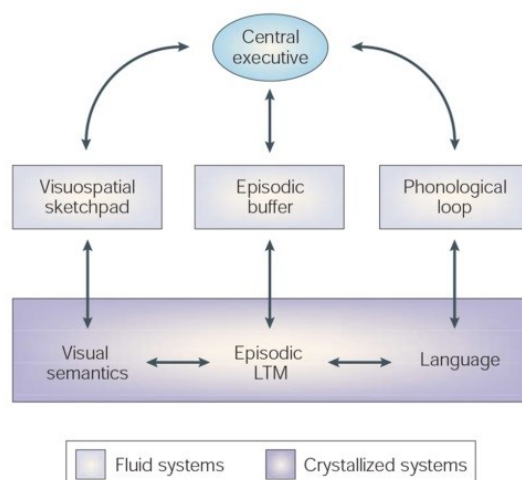 Central
executive
Visuospatial
sketchpad
Episodic
buffer
Phonological
loop
Visual
semantics
Episodic
LTM
Language
Fluid systems
Crystallized systems